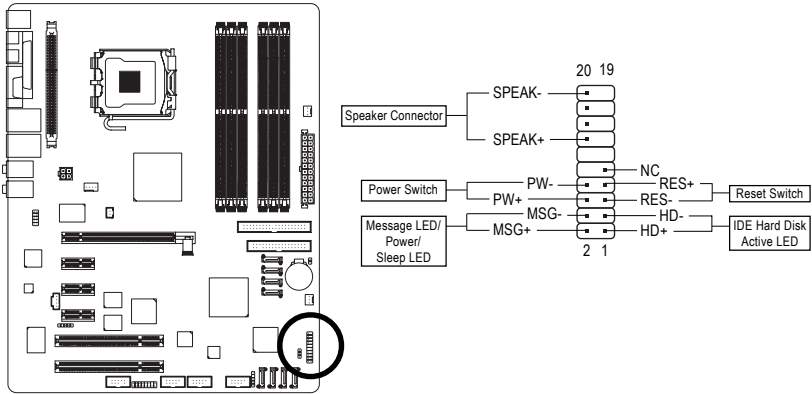 20 19
SPEAK-
Speaker Connector
SPEAK+
NC
Power Switch
PW-
RES+
PW+
RES-
Reset Switch
Message LED/
Power/
Sleep LED
MSG-
HD-
MSG+
HD+
IDE Hard Disk
Active LED
2 1